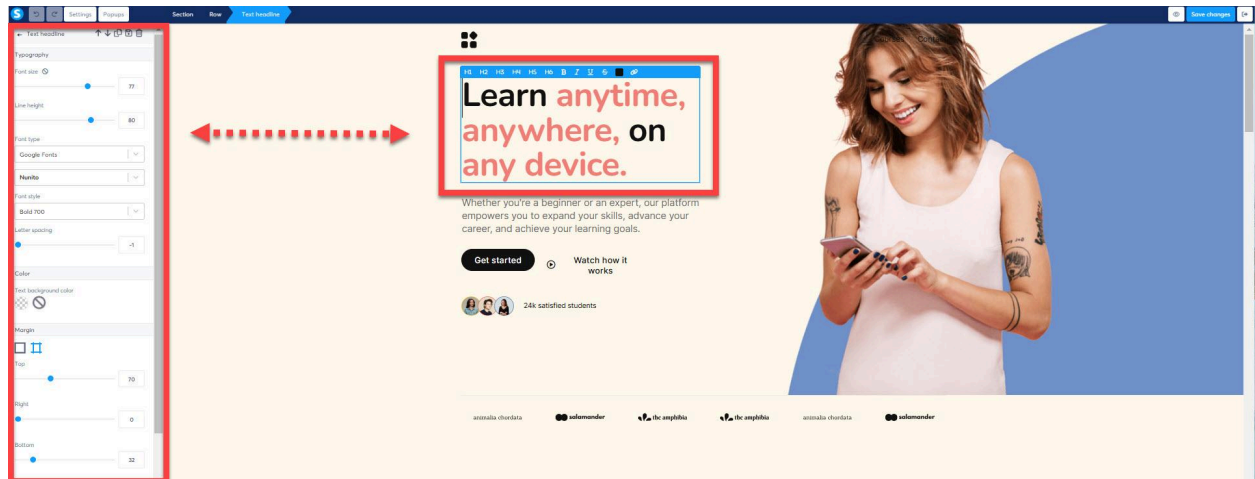 S Settings Popups Section Row Text headline Save changes
← Text headline
Typography
Font size
77
Line height
80
Font type
Google Fonts
Nunito
Font style
Bold 700
Letter spacing
-1
Color
Text background color
Margin
Top
70
Right
0
Bottom
32
H1 H2 H3 H4 H5 H6 B I U S
Learn anytime,
anywhere, on
any device.
Whether you're a beginner or an expert, our platform
empowers you to expand your skills, advance your
career, and achieve your learning goals.
Get started
Watch how it
works
24k satisfied students
animalia chordata salamander the amphibia the amphibia animalia chordata salamander